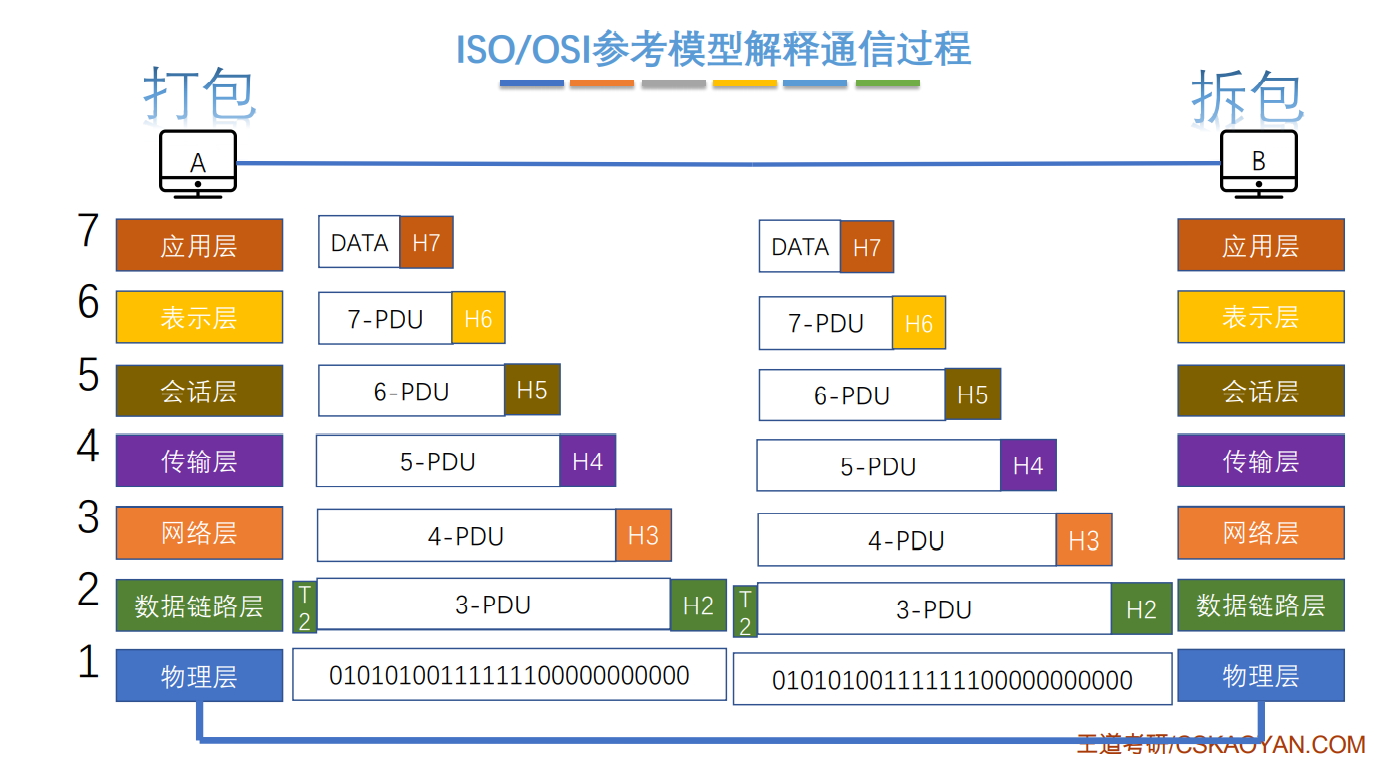 ISO/OSI参考模型解释通信过程
打包
拆包
A
B
7 应用层 DATA H7 DATA H7 应用层
6 表示层 7-PDU H6 7-PDU H6 表示层
5 会话层 6-PDU H5 6-PDU H5 会话层
4 传输层 5-PDU H4 5-PDU H4 传输层
3 网络层 4-PDU H3 4-PDU H3 网络层
2 数据链路层 T2 3-PDU H2 T2 3-PDU H2 数据链路层
1 物理层 01010100111111100000000000 01010100111111100000000000 物理层
王道考研/CSKAOYAN.COM